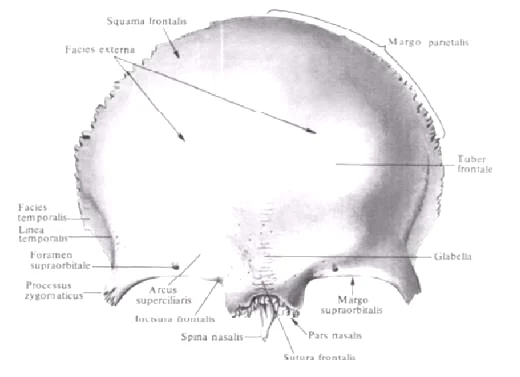 Squama frontalis
Margo parietalis
Facies externa
Tuber
frontale
Facies
temporalis
Linea
temporalis
Foramen
supraorbitale
Glabella
Processus
zygomaticus
Arcus
superciliaris
Margo
supraorbitalis
Incisura frontalis
Spina nasalis
Pars nasalis
Sutura frontalis